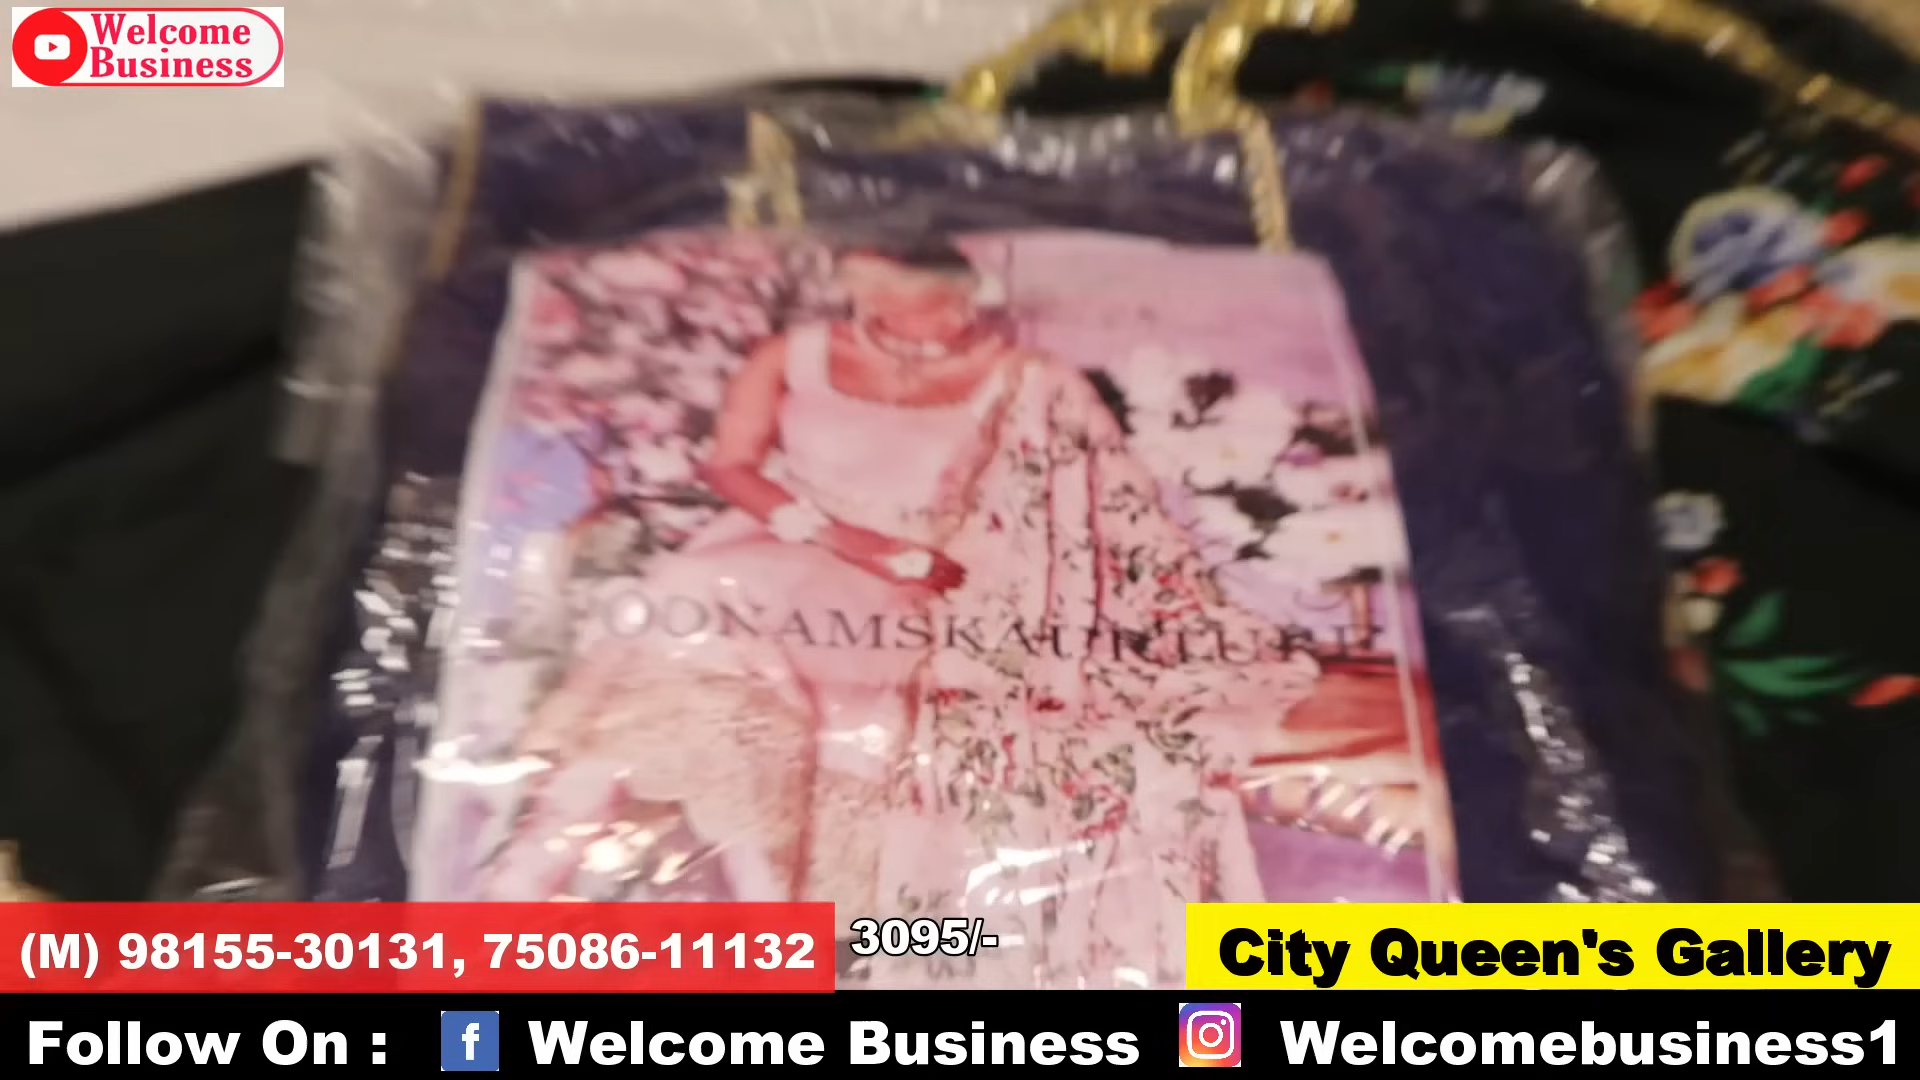 Welcome
Business
(M) 98155-30131, 75086-11132
3095/-
City Queen's Gallery
Follow On :
Welcome Business
Welcomebusiness1